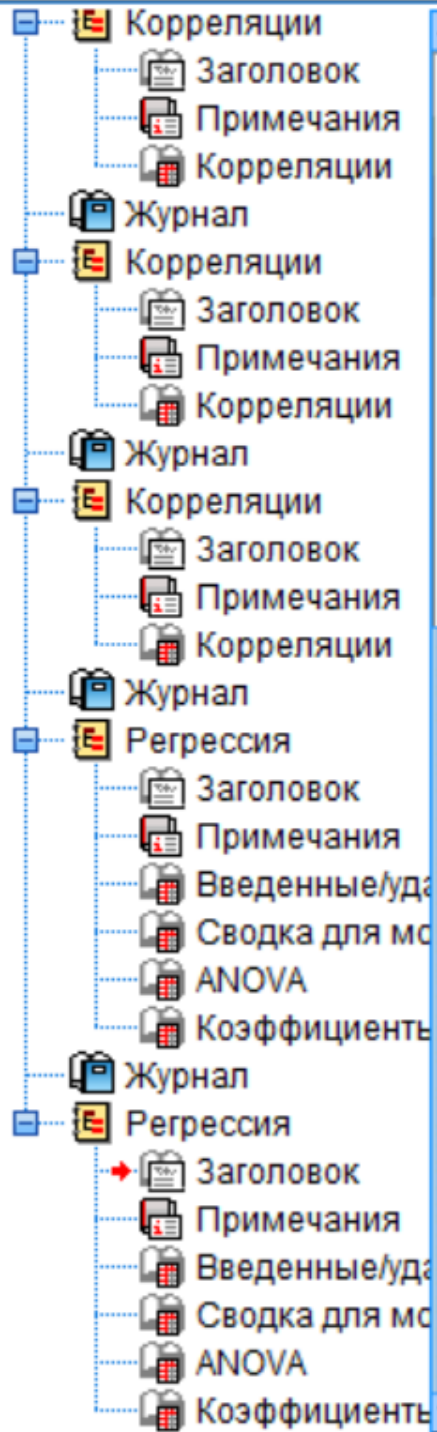 Корреляции
Заголовок
Примечания
Корреляции
Журнал
Корреляции
Заголовок
Примечания
Корреляции
Журнал
Корреляции
Заголовок
Примечания
Корреляции
Журнал
Регрессия
Заголовок
Примечания
Введенные/уда
Сводка для мо
ANOVA
Коэффициенты
Журнал
Регрессия
Заголовок
Примечания
Введенные/уда
Сводка для мо
ANOVA
Коэффициенты